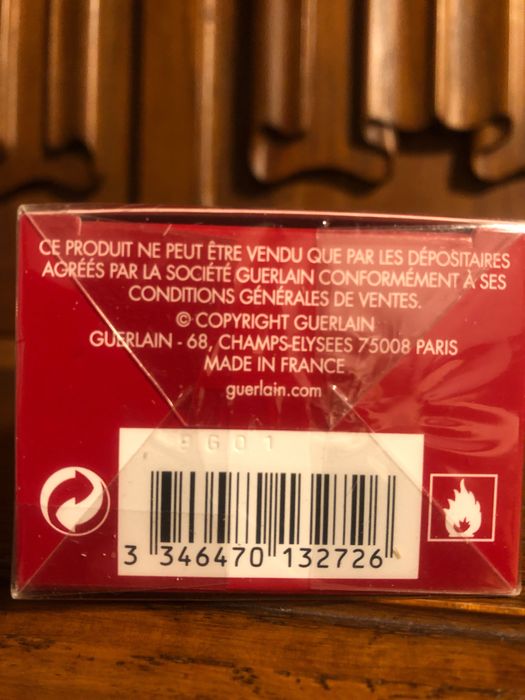 CE PRODUIT NE PEUT ÊTRE VENDU QUE PAR LES DÉPOSITAIRES
AGRÉÉS PAR LA SOCIÉTÉ GUERLAIN CONFORMÉMENT À SES
CONDITIONS GÉNÉRALES DE VENTES.
© COPYRIGHT GUERLAIN
GUERLAIN - 68, CHAMPS-ELYSEES 75008 PARIS
MADE IN FRANCE
guerlain.com
9G01
3 346470 132726